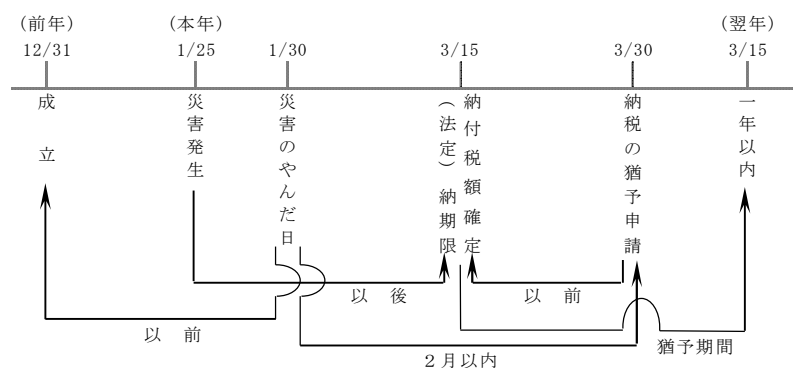 (前年)
(本年)
(翌年)
12/31
1/25
1/30
3/15
3/30
3/15
成立
災害発生
災害のやんだ日
納付税額確定
(法定)納期限
納税の猶予申請
一年以内
以後
以前
以前
猶予期間
2月以内